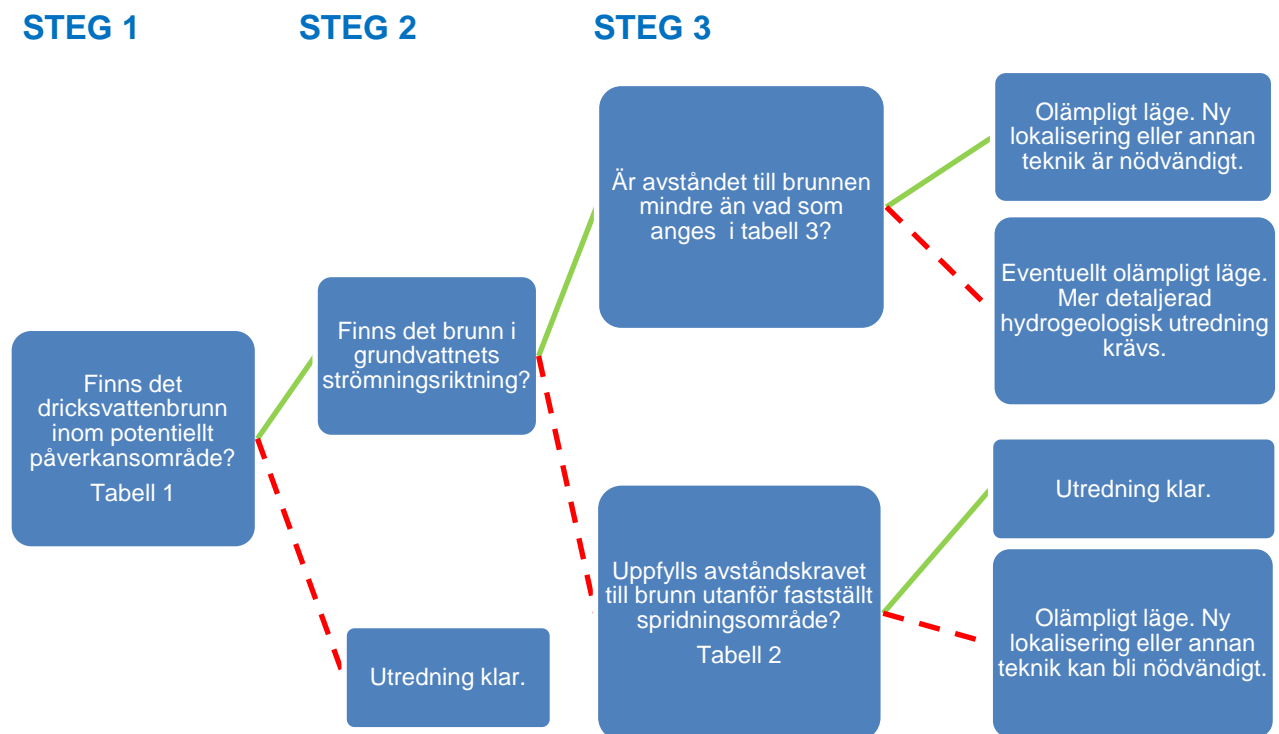 STEG 1
STEG 2
STEG 3
Finns det
dricksvattenbrunn
inom potentiellt
påverkansområde?
Tabell 1
Finns det brunn i
grundvattnets
strömningsriktning?
Utredning klar.
Är avståndet till brunnen
mindre än vad som
anges i tabell 3?
Uppfylls avståndskravet
till brunn utanför fastställt
spridningsområde?
Tabell 2
Olämpligt läge. Ny
lokalisering eller annan
teknik är nödvändigt.
Eventuellt olämpligt läge.
Mer detaljerad
hydrogeologisk utredning
krävs.
Utredning klar.
Olämpligt läge. Ny
lokalisering eller annan
teknik kan bli nödvändigt.